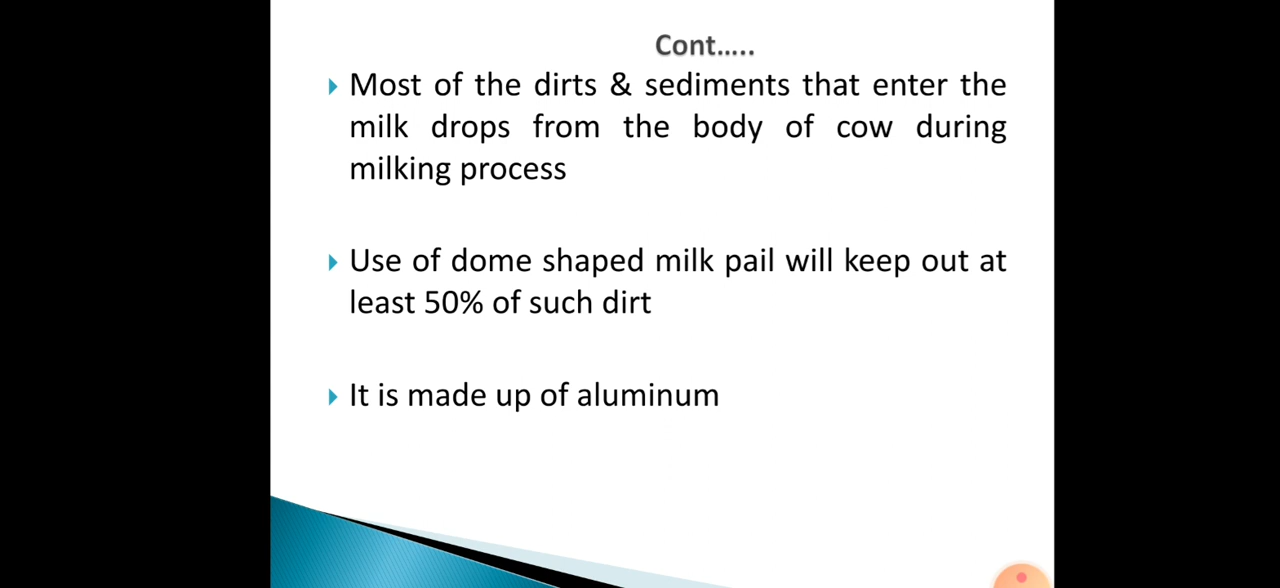 Cont.....
Most of the dirts & sediments that enter the
milk drops from the body of cow during
milking process
Use of dome shaped milk pail will keep out at
least 50% of such dirt
It is made up of aluminum